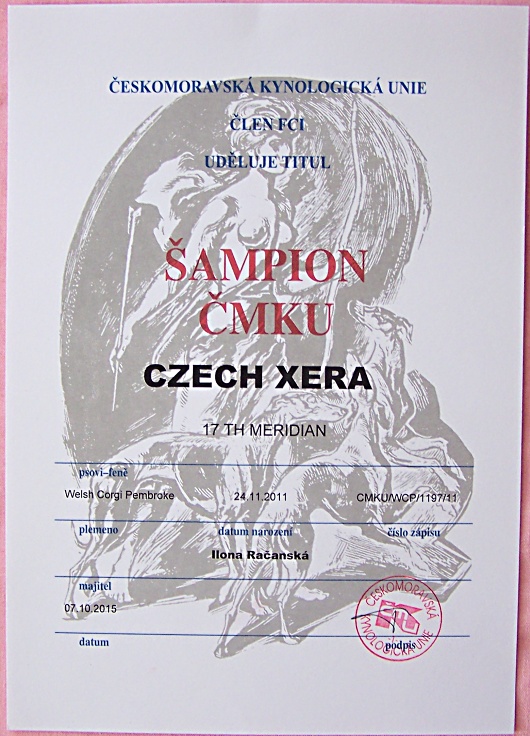 ČESKOMORAVSKÁ KYNOLOGICKÁ UNIE
ČLEN FCI
UDĚLUJE TITUL
ŠAMPION
ČMKU
CZECH XERA
17 TH MERIDIAN
psovi–feně
Welsh Corgi Pembroke 24.11.2011 CMKU/WCP/1197/11
plemeno datum narození číslo zápisu
Ilona Račanská
majitel
07.10.2015
datum podpis
ČESKOMORAVSKÁ
KYNOLOGICKÁ UNIE